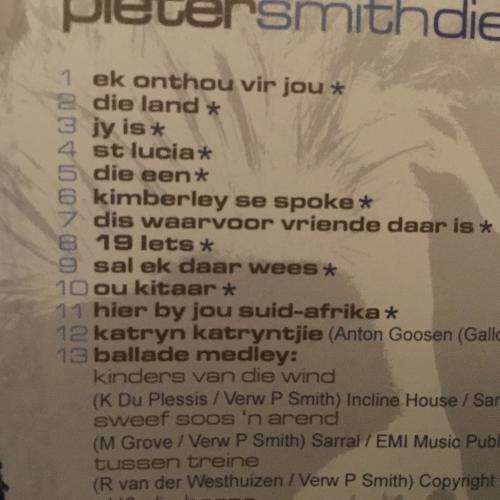 pietersmithdie
1 ek onthou vir jou *
2 die land *
3 jy is *
4 st lucia *
5 die een *
6 kimberley se spoke *
7 dis waarvoor vriende daar is *
8 19 iets *
9 sal ek daar wees *
10 ou kitaar *
11 hier by jou suid-afrika *
12 katryn katryntjie (Anton Goosen (Gallo
13 ballade medley:
kinders van die wind
(K Du Plessis / Verw P Smith) Incline House / Sar
sweef soos 'n arend
(M Grove / Verw P Smith) Sarral / EMI Music Publ
tussen treine
(R van der Westhuizen / Verw P Smith) Copyright